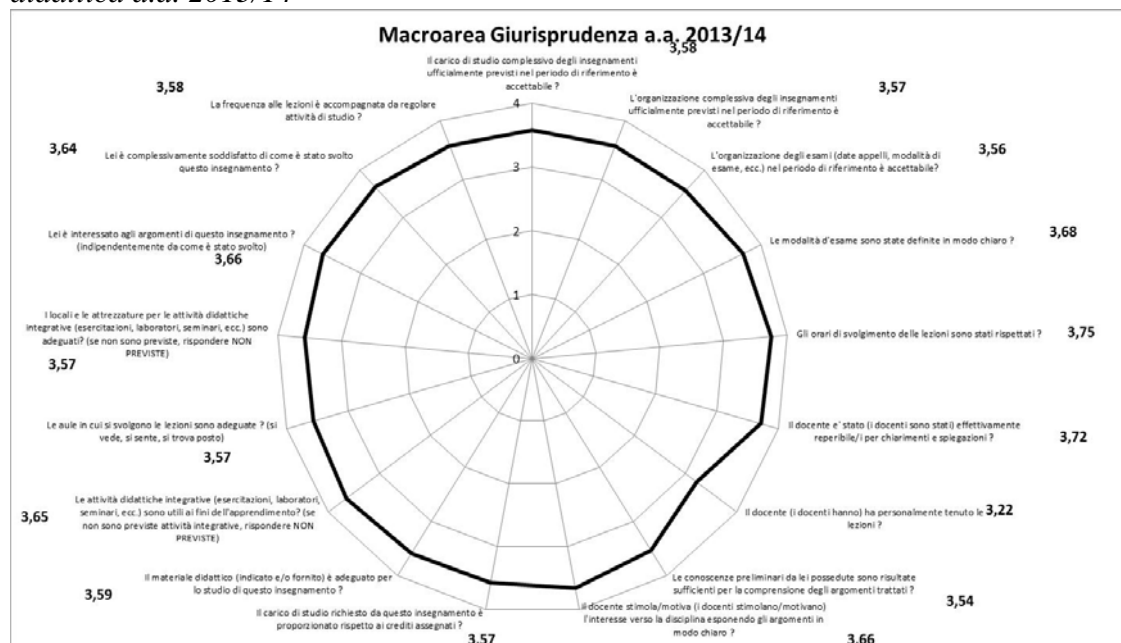 didattica a.a. 2013/14
Macroarea Giurisprudenza a.a. 2013/14
3,58
Il carico di studio complessivo degli insegnamenti
ufficialmente previsti nel periodo di riferimento è
accettabile ?
3,57
L'organizzazione complessiva degli insegnamenti
ufficialmente previsti nel periodo di riferimento è
accettabile ?
3,56
L'organizzazione degli esami (date appelli, modalità di
esame, ecc.) nel periodo di riferimento è accettabile?
3,68
Le modalità d'esame sono state definite in modo chiaro ?
3,75
Gli orari di svolgimento delle lezioni sono stati rispettati ?
Il docente e' stato (i docenti sono stati) effettivamente
reperibile/i per chiarimenti e spiegazioni ?
3,72
Il docente (i docenti hanno) ha personalmente tenuto le
lezioni ?
3,22
Le conoscenze preliminari da lei possedute sono risultate
sufficienti per la comprensione degli argomenti trattati ?
3,54
Il docente stimola/motiva (i docenti stimolano/motivano)
l'interesse verso la disciplina esponendo gli argomenti in
modo chiaro ?
3,66
Il carico di studio richiesto da questo insegnamento è
proporzionato rispetto ai crediti assegnati ?
3,57
Il materiale didattico (indicato e/o fornito) è adeguato per
lo studio di questo insegnamento ?
3,59
Le attività didattiche integrative (esercitazioni, laboratori,
seminari, ecc.) sono utili ai fini dell'apprendimento? (se
non sono previste attività integrative, rispondere NON
PREVISTE)
3,65
Le aule in cui si svolgono le lezioni sono adeguate ? (si
vede, si sente, si trova posto)
3,57
I locali e le attrezzature per le attività didattiche
integrative (esercitazioni, laboratori, seminari, ecc.) sono
adeguati? (se non sono previste, rispondere NON
PREVISTE)
3,57
Lei è interessato agli argomenti di questo insegnamento ?
(indipendentemente da come è stato svolto)
3,66
Lei è complessivamente soddisfatto di come è stato svolto
questo insegnamento ?
3,64
La frequenza alle lezioni è accompagnata da regolare
attività di studio ?
3,58
4
3
2
1
0